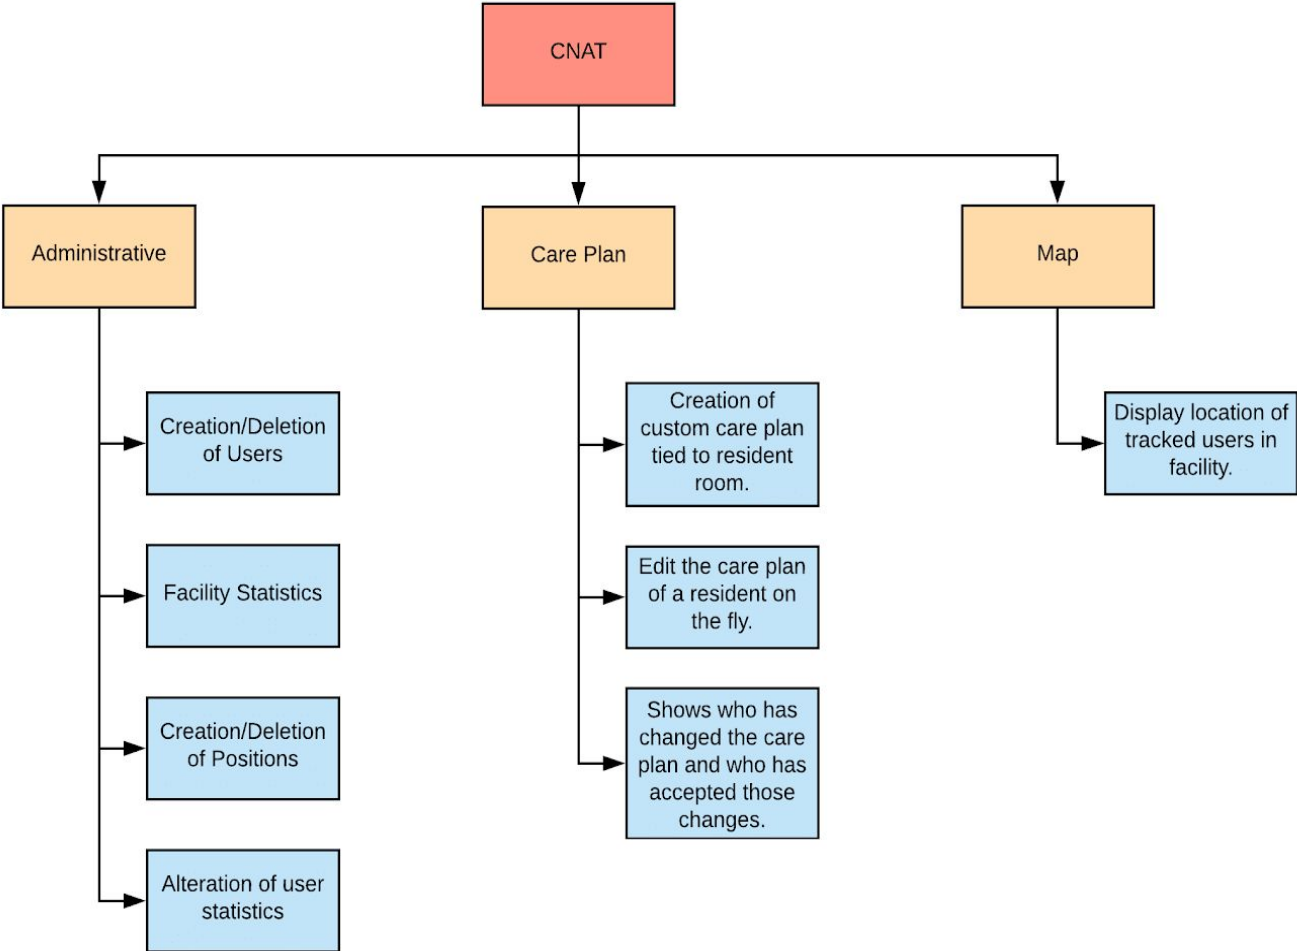 CNAT
Administrative
Care Plan
Map
Creation/Deletion
of Users
Facility Statistics
Creation/Deletion
of Positions
Alteration of user
statistics
Creation of
custom care plan
tied to resident
room.
Edit the care plan
of a resident on
the fly.
Shows who has
changed the care
plan and who has
accepted those
changes.
Display location of
tracked users in
facility.